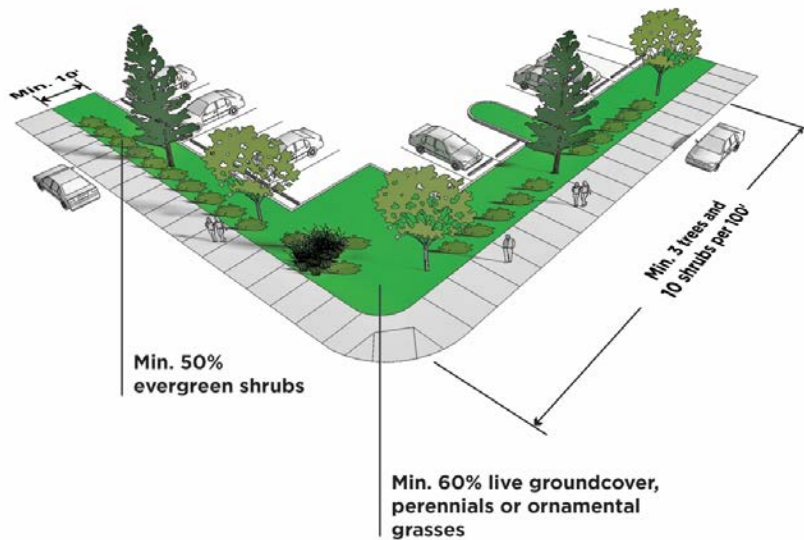 Min. 10'
Min. 3 trees and
10 shrubs per 100'
Min. 50%
evergreen shrubs
Min. 60% live groundcover,
perennials or ornamental
grasses